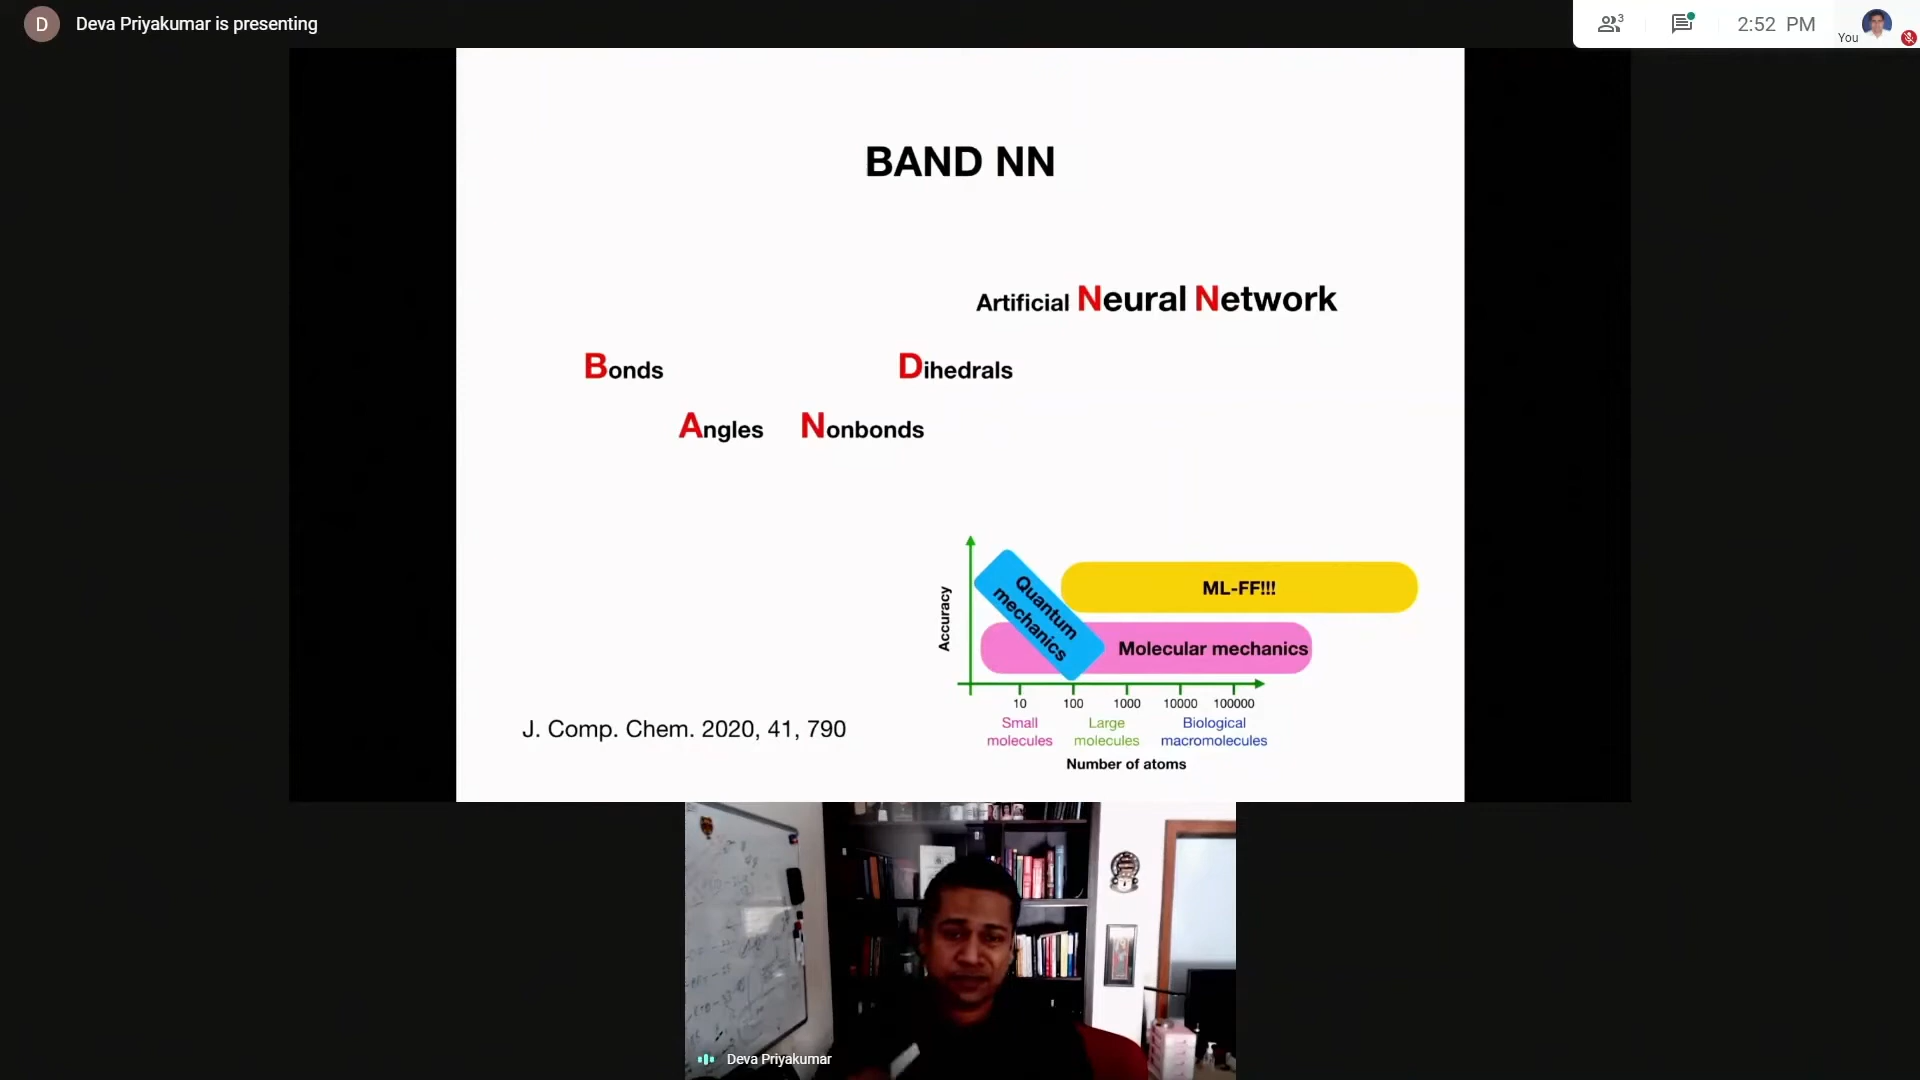 D
Deva Priyakumar is presenting
3
2:52 PM
You
BAND NN
Artificial Neural Network
Bonds
Dihedrals
Angles
Nonbonds
Accuracy
Quantum
mechanics
ML-FF!!!
Molecular mechanics
10 100 1000 10000 100000
Small
molecules
Large
molecules
Biological
macromolecules
Number of atoms
J. Comp. Chem. 2020, 41, 790
Deva Priyakumar